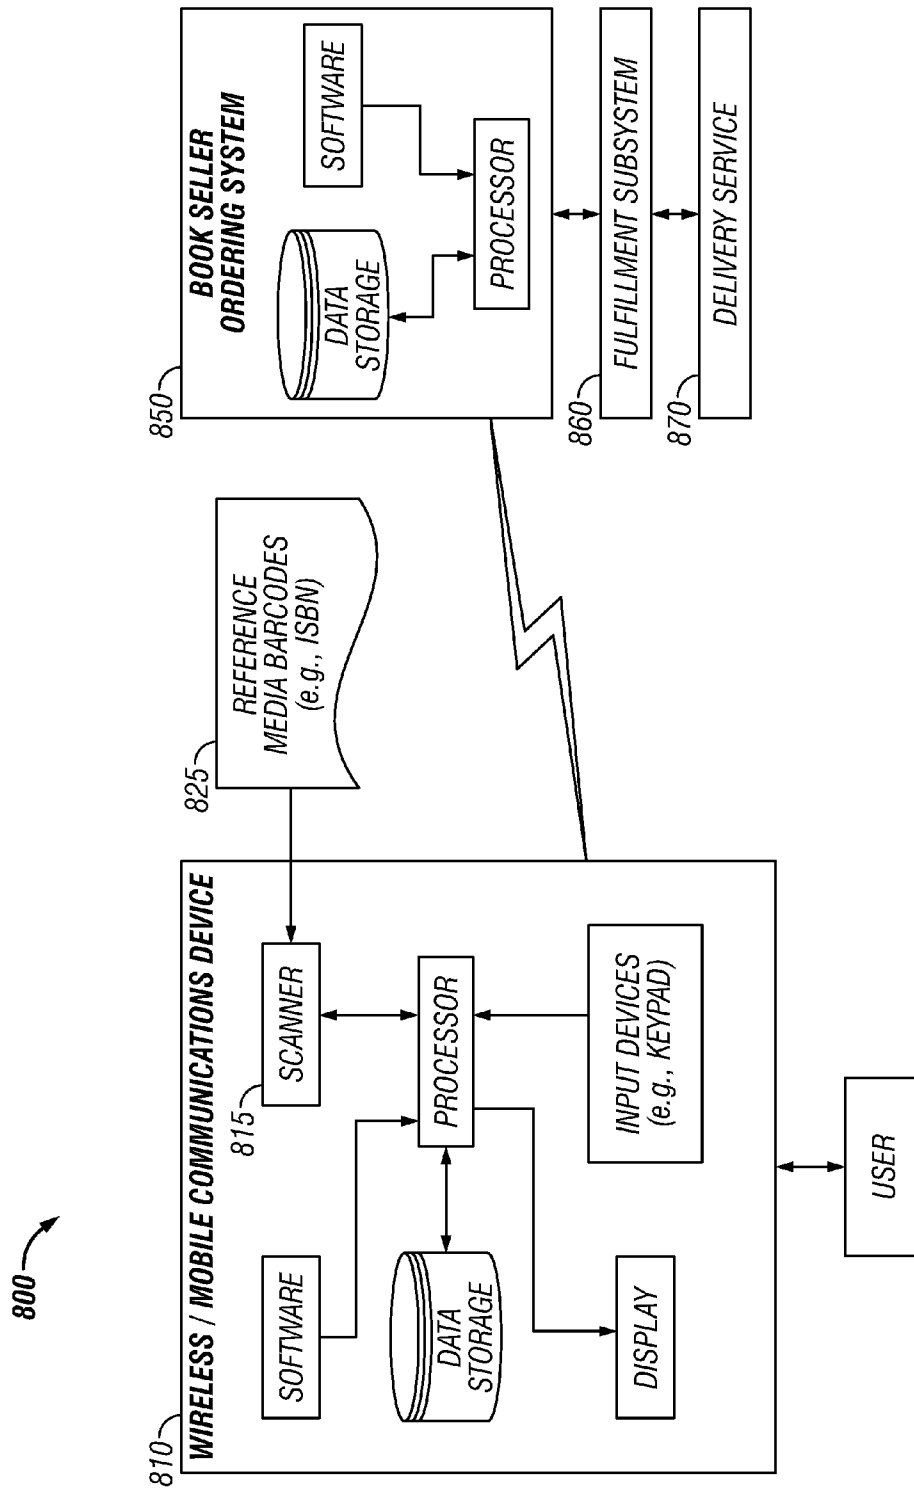 800
810
WIRELESS / MOBILE COMMUNICATIONS DEVICE
SOFTWARE
815
SCANNER
DATA
STORAGE
PROCESSOR
DISPLAY
INPUT DEVICES
(e.g., KEYPAD)
USER
825
REFERENCE
MEDIA BARCODES
(e.g., ISBN)
850
BOOK SELLER
ORDERING SYSTEM
DATA
STORAGE
SOFTWARE
PROCESSOR
860
FULFILLMENT SUBSYSTEM
870
DELIVERY SERVICE